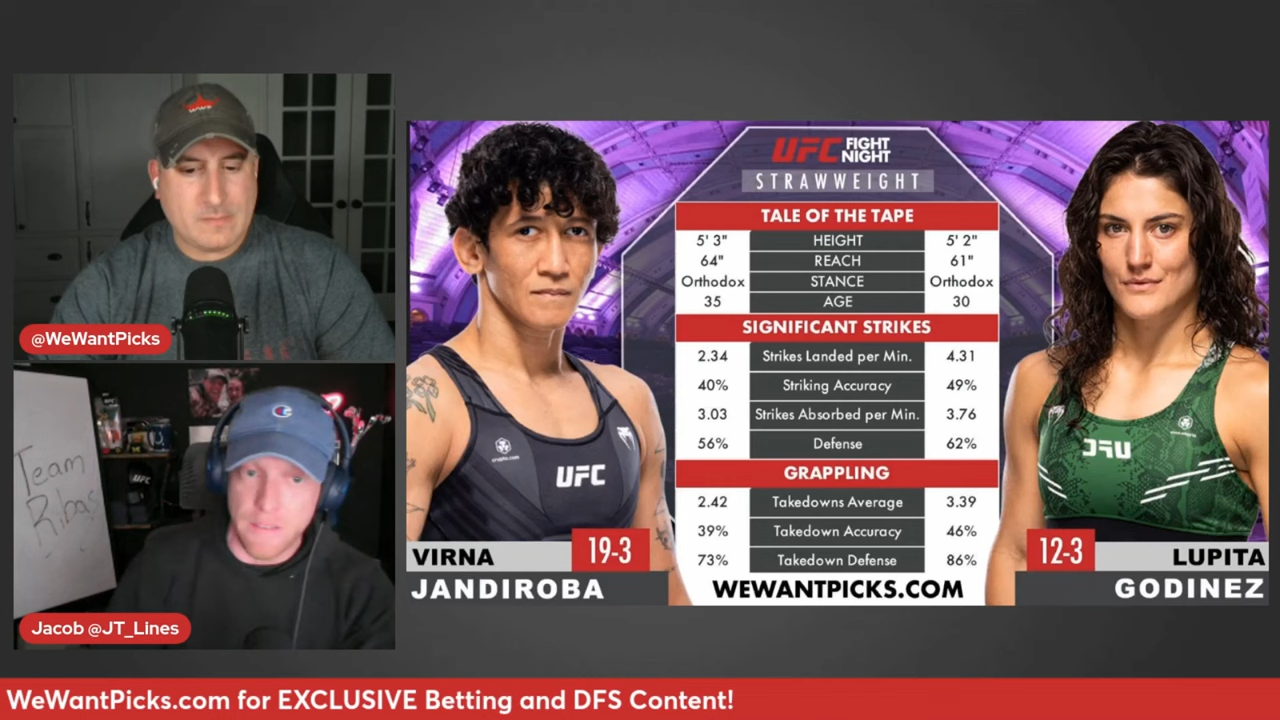 @WeWantPicks
Team
Ribas
UFC
C
Jacob @JT_Lines
UFC FIGHT NIGHT
STRAWWEIGHT
TALE OF THE TAPE
5' 3" HEIGHT 5' 2"
64" REACH 61"
Orthodox STANCE Orthodox
35 AGE 30
SIGNIFICANT STRIKES
2.34 Strikes Landed per Min. 4.31
40% Striking Accuracy 49%
3.03 Strikes Absorbed per Min. 3.76
56% Defense 62%
GRAPPLING
2.42 Takedowns Average 3.39
39% Takedown Accuracy 46%
73% Takedown Defense 86%
WEWANTPICKS.COM
crypto.com
UFC
VIRNA 19-3
JANDIROBA
12-3 LUPITA
GODINEZ
WeWantPicks.com for EXCLUSIVE Betting and DFS Content!